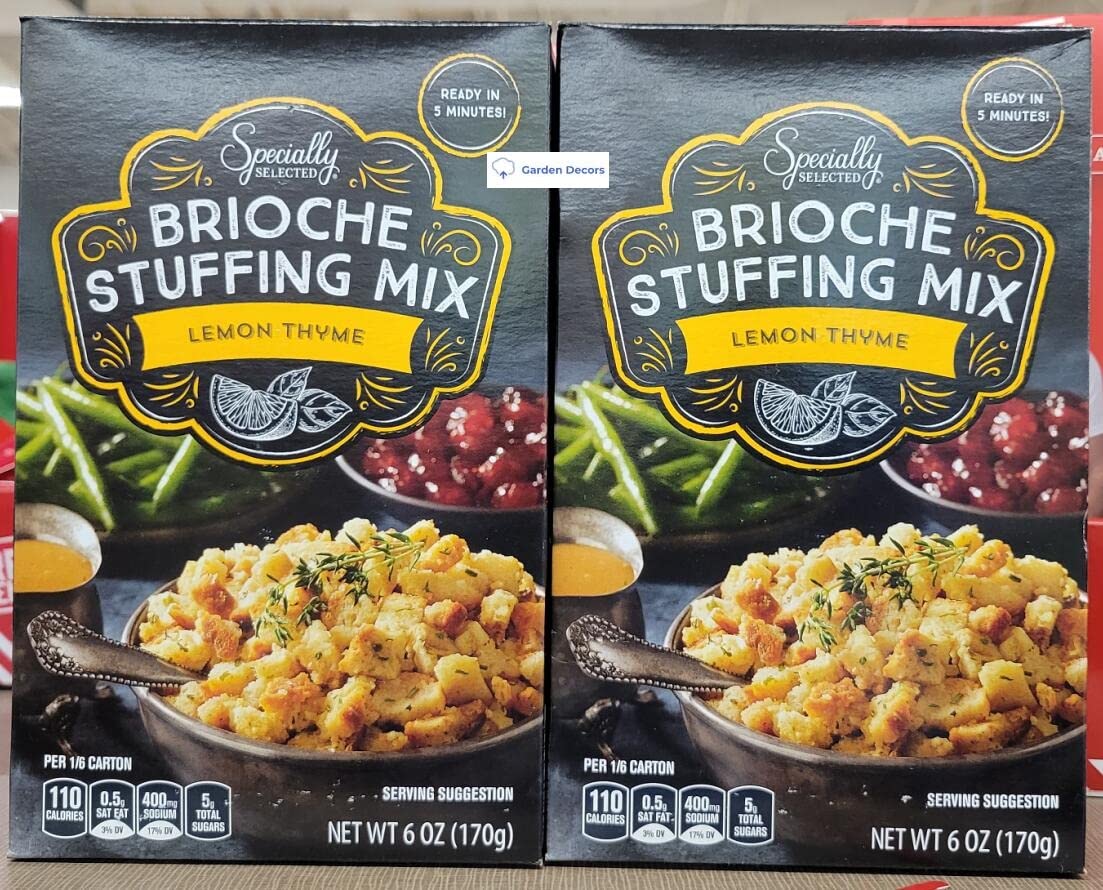 READY IN
5 MINUTES!
Specially
SELECTED®
BRIOCHE
STUFFING MIX
LEMON THYME
PER 1/6 CARTON
110
CALORIES
0.5g
SAT FAT
3% DV
400mg
SODIUM
17% DV
5g
TOTAL
SUGARS
SERVING SUGGESTION
NET WT 6 OZ (170g)
Garden Decors
READY IN
5 MINUTES!
Specially
SELECTED®
BRIOCHE
STUFFING MIX
LEMON THYME
PER 1/6 CARTON
110
CALORIES
0.5g
SAT FAT
3% DV
400mg
SODIUM
17% DV
5g
TOTAL
SUGARS
SERVING SUGGESTION
NET WT 6 OZ (170g)